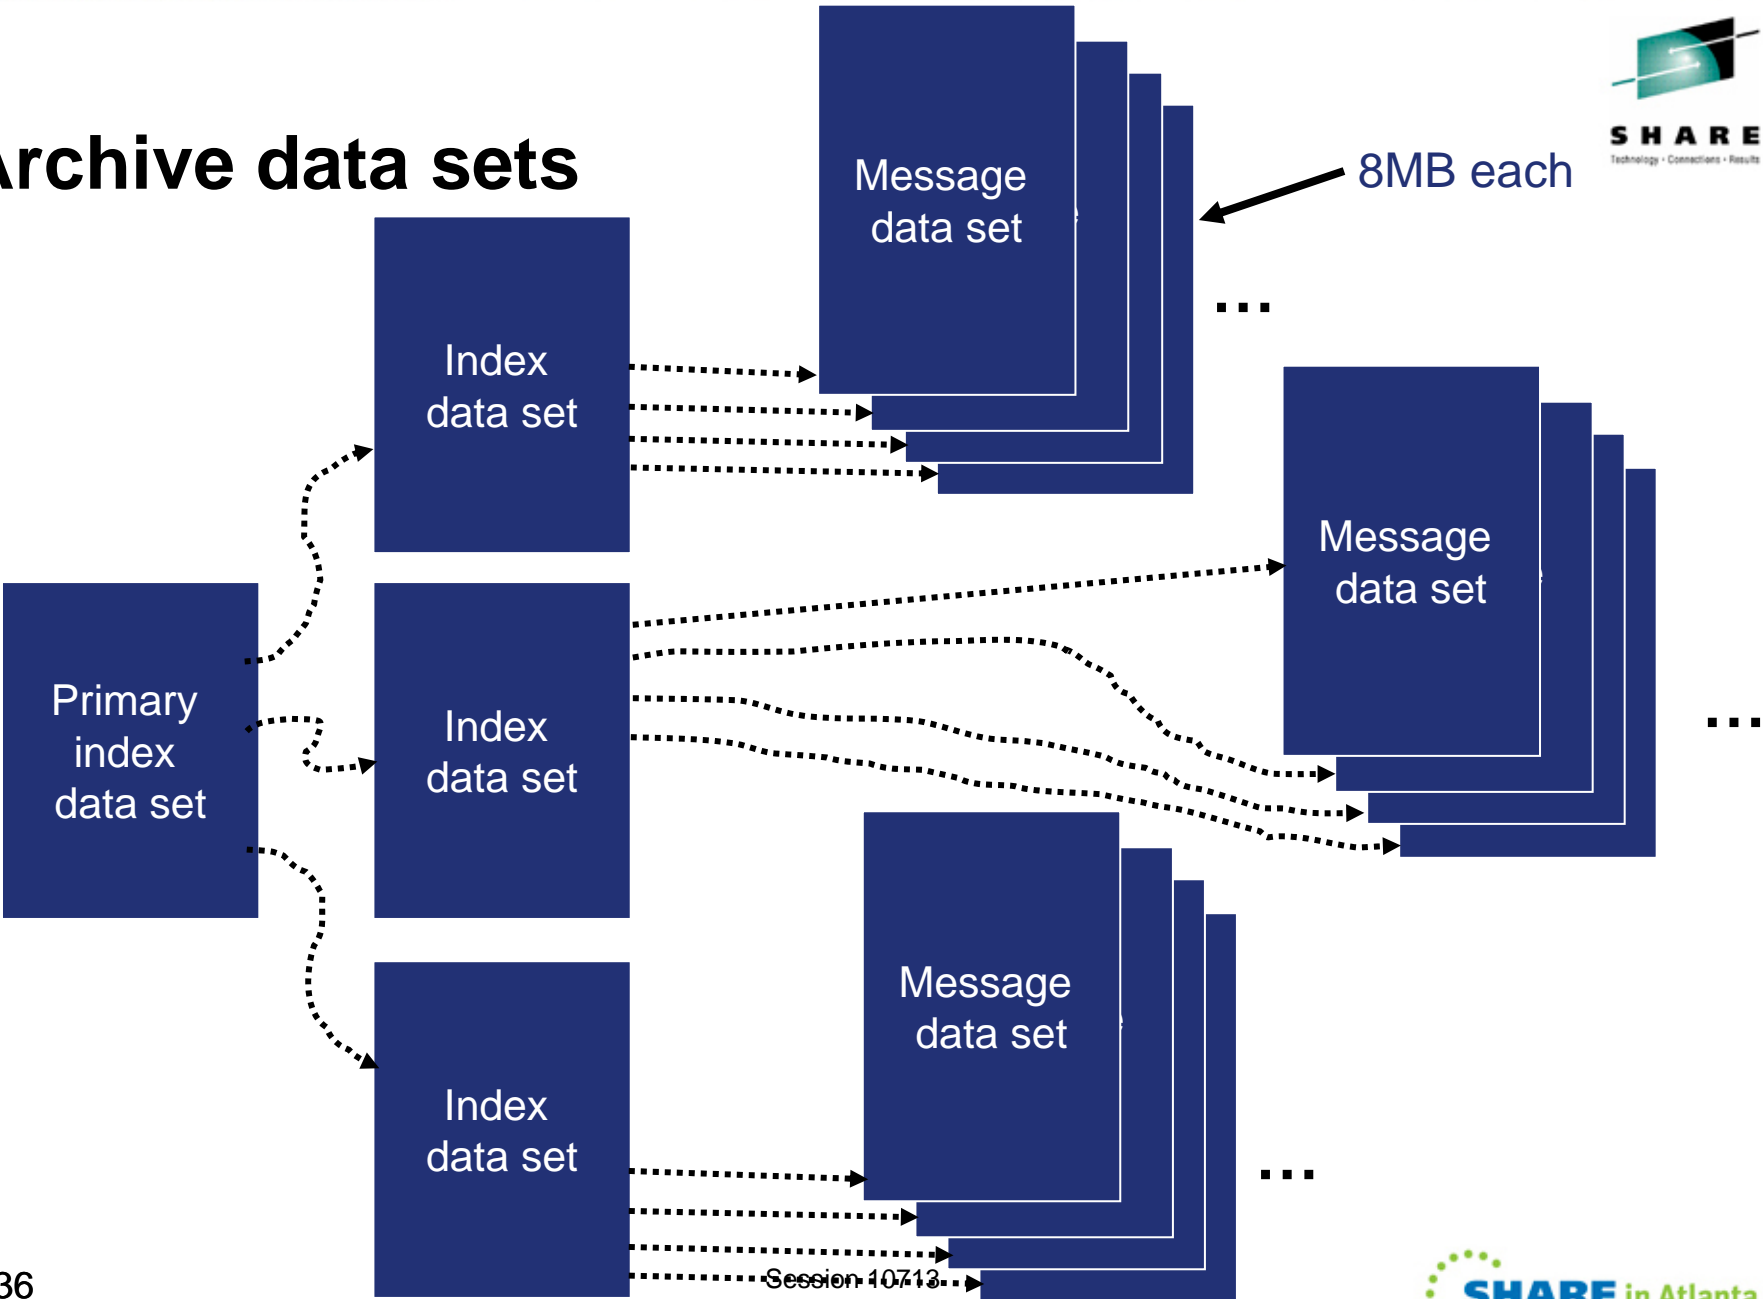 Archive data sets
SHARE
Technology · Connections · Results
8MB each
Message
data set
...
Index
data set
Message
data set
...
Primary
index
data set
Index
data set
Message
data set
...
Index
data set
36
Session 10713
SHARE in Atlanta